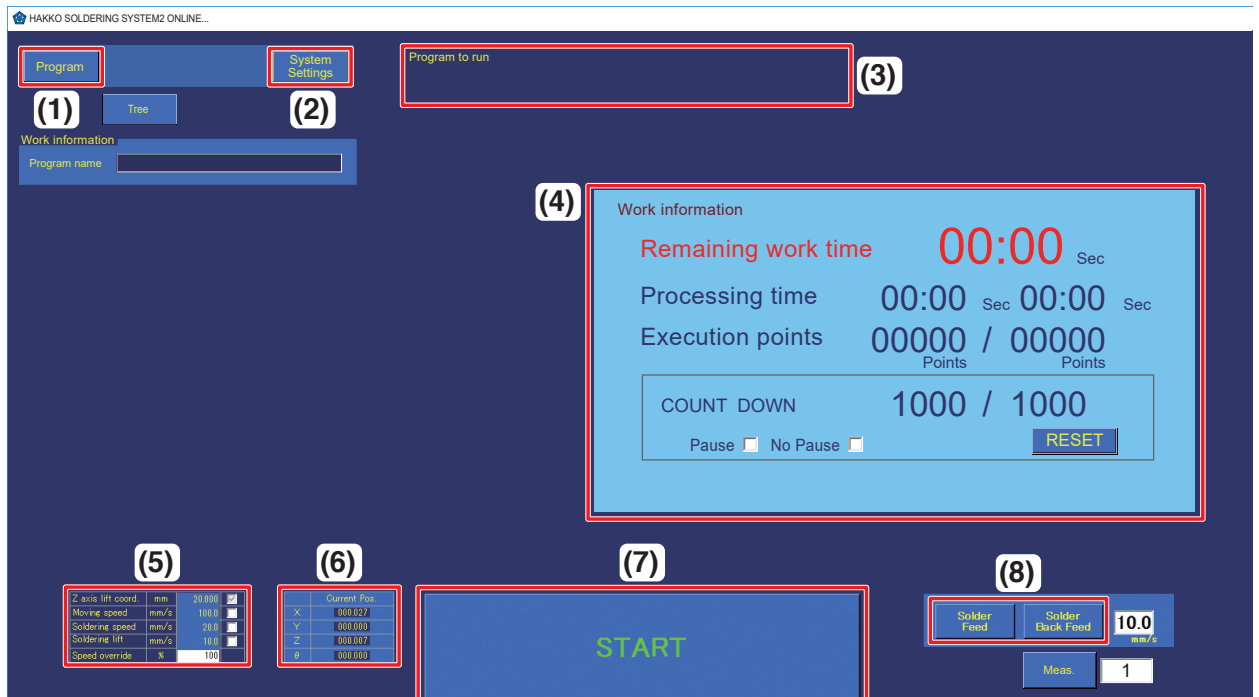 HAKKO SOLDERING SYSTEM2 ONLINE...
Program
System
Settings
(1)
Tree
(2)
Program to run
(3)
Work information
Program name
(4)
Work information
Remaining work time 00:00 Sec
Processing time 00:00 Sec 00:00 Sec
Execution points 00000 / 00000
Points Points
COUNT DOWN 1000 / 1000
Pause No Pause RESET
(5)
Z axis lift coord. mm 20.000
Moving speed mm/s 100.0
Soldering speed mm/s 20.0
Soldering lift mm/s 10.0
Speed override % 100
(6)
Current Pos.
X 000.027
Y 000.000
Z 000.007
θ 000.000
(7)
START
(8)
Solder
Feed
Solder
Back Feed
10.0
mm/s
Meas. 1